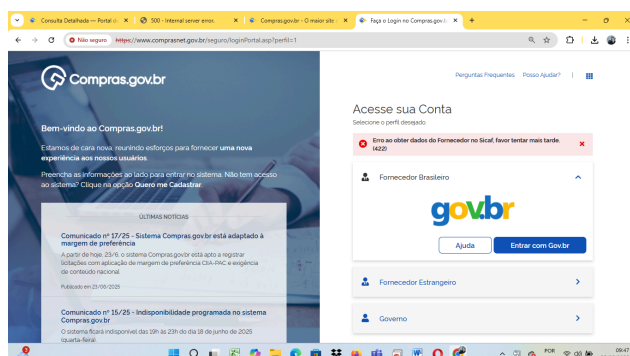 Consulta Detalhada — Portal d
500 - Internal server error.
Compras.gov.br - O maior site
Faça o Login no Compras.gov.b
Não seguro
https://www.comprasnet.gov.br/seguro/loginPortal.asp?perfil=1
Compras.gov.br
Bem-vindo ao Compras.gov.br!
Estamos de cara nova, reunindo esforços para fornecer uma nova
experiência aos nossos usuários.
Preencha as informações ao lado para entrar no sistema. Não tem acesso
ao sistema? Clique na opção Quero me Cadastrar.
ÚLTIMAS NOTÍCIAS
Comunicado nº 17/25 - Sistema Compras.gov.br está adaptado à
margem de preferência
A partir de hoje, 23/6, o sistema Compras.gov.br está apto a registrar
licitações com aplicação de margem de preferência CIIA-PAC e exigência
de conteúdo nacional
Publicado em 23/06/2025
Comunicado nº 15/25 - Indisponibilidade programada no sistema
Compras.gov.br
O sistema ficará indisponível das 19h às 23h do dia 18 de junho de 2025
(quarta-feira)
Perguntas Frequentes
Posso Ajudar?
Acesse sua Conta
Selecione o perfil desejado.
Erro ao obter dados do Fornecedor no Sicaf, favor tentar mais tarde.
(422)
Fornecedor Brasileiro
gov.br
Ajuda
Entrar com Gov.br
Fornecedor Estrangeiro
Governo
POR
09:47